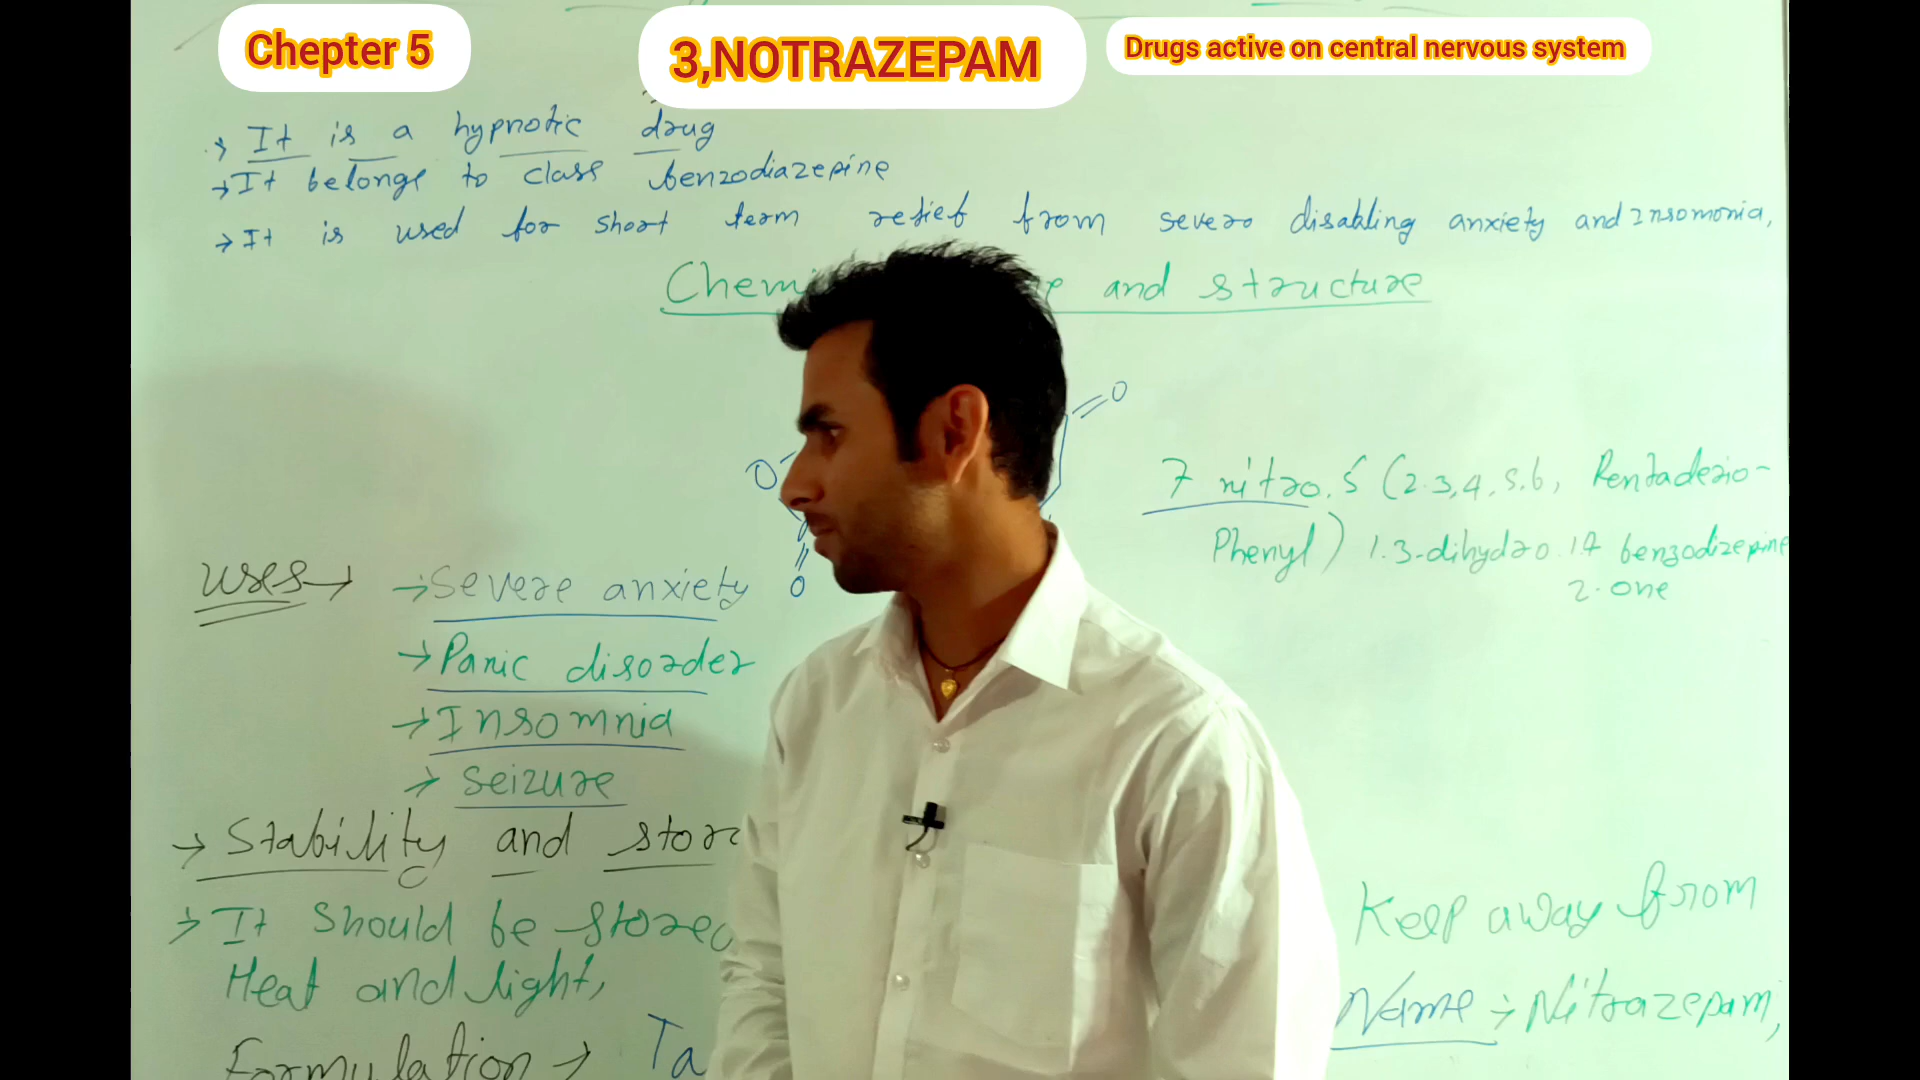 Chepter 5
3,NOTRAZEPAM
Drugs active on central nervous system
→ It is a hypnotic drug
→ It belongs to class benzodiazepine
→ It is used for short term relief from severe disabling anxiety and Insomonia,
and structure
O
O
O
7 nitro. 5 (2.3,4.5.6, Pentadezio-
Phenyl) 1.3-dihydro.14 benzodizepine
2.one
Uses →
→ Severe anxiety
→ Panic disorder
→ Insomnia
→ Seizure
→ Stability and
→ It should be stored
Keep away from
Heat and light,
Name → Nitrazepam,
Formulation →